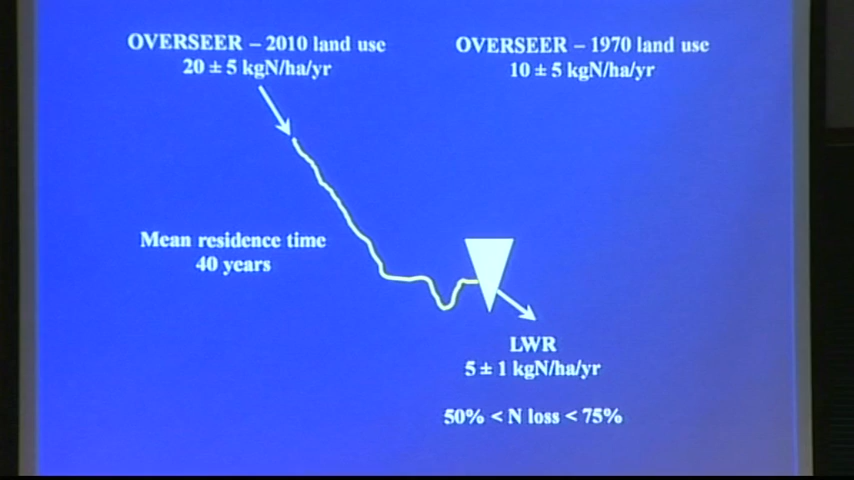 OVERSEER – 2010 land use
20 ± 5 kgN/ha/yr
OVERSEER – 1970 land use
10 ± 5 kgN/ha/yr
Mean residence time
40 years
LWR
5 ± 1 kgN/ha/yr
50% < N loss < 75%